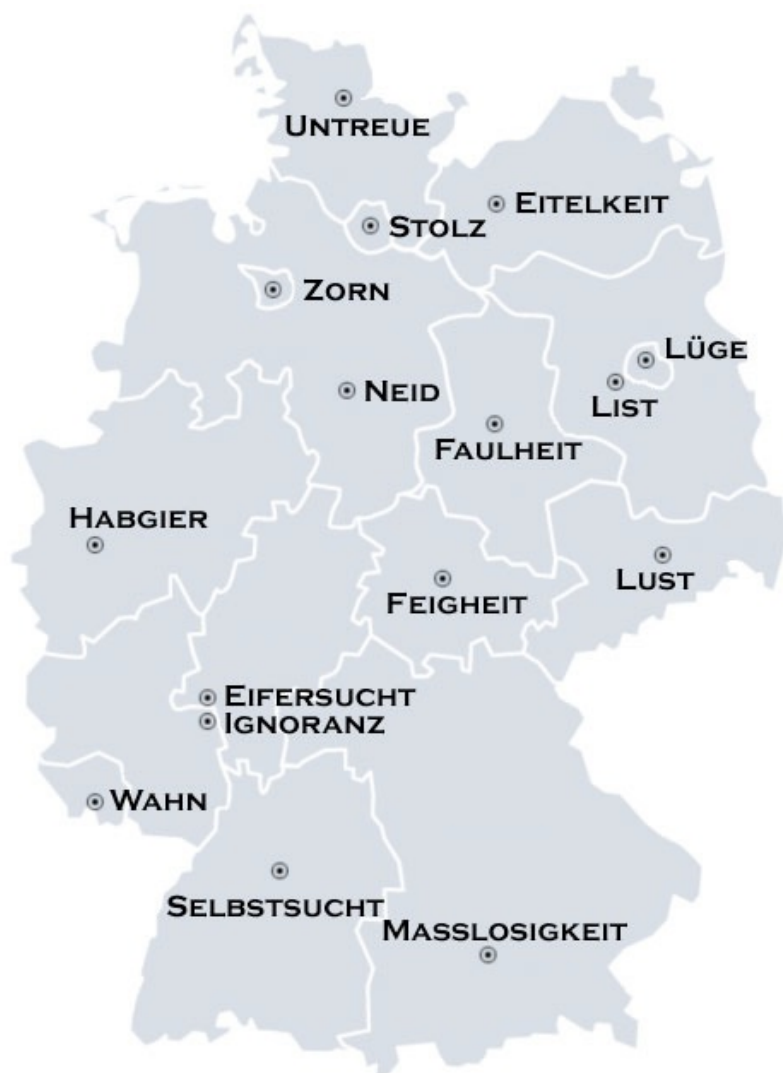 UNTREUE
EITELKEIT
STOLZ
ZORN
LÜGE
NEID
LIST
FAULHEIT
HABGIER
LUST
FEIGHEIT
EIFERSUCHT
IGNORANZ
WAHN
SELBSTSUCHT
MASSLOSIGKEIT